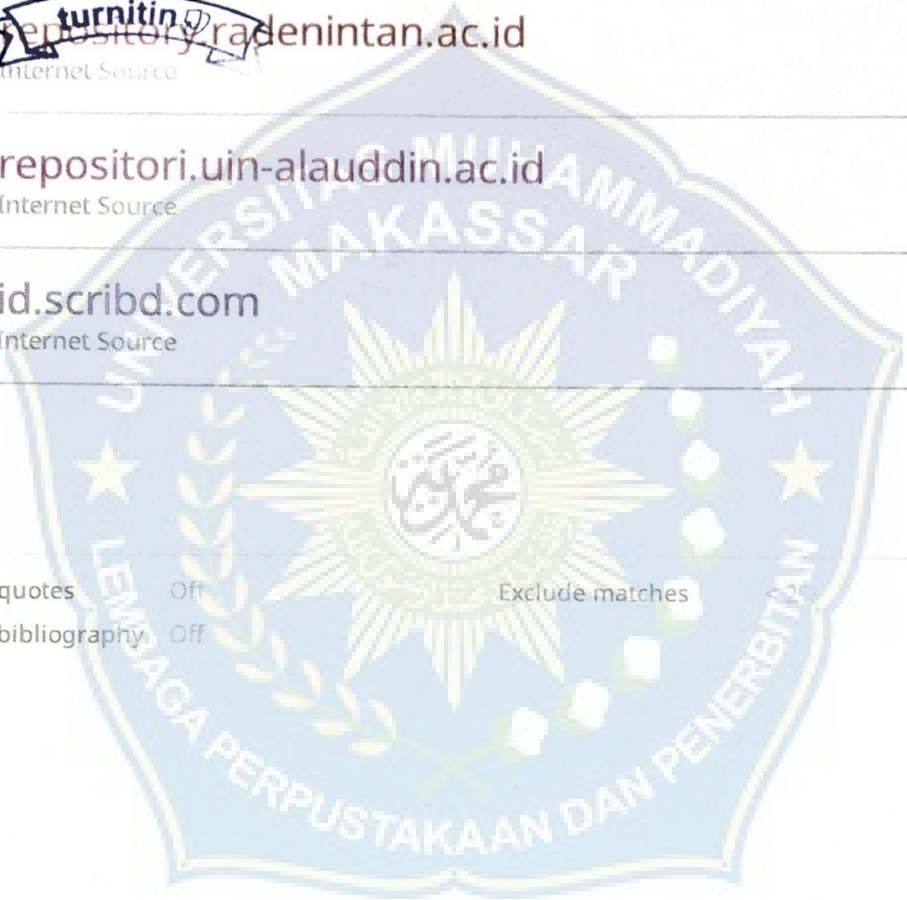 turnitin
repository.radenintan.ac.id
Internet Source
repositori.uin-alauddin.ac.id
Internet Source
id.scribd.com
Internet Source
UNIVERSITAS MUHAMMADIYAH
MAKASSAR
quotes Off Exclude matches < 2%
bibliography Off
LEMBAGA PERPUSTAKAAN DAN PENERBITAN